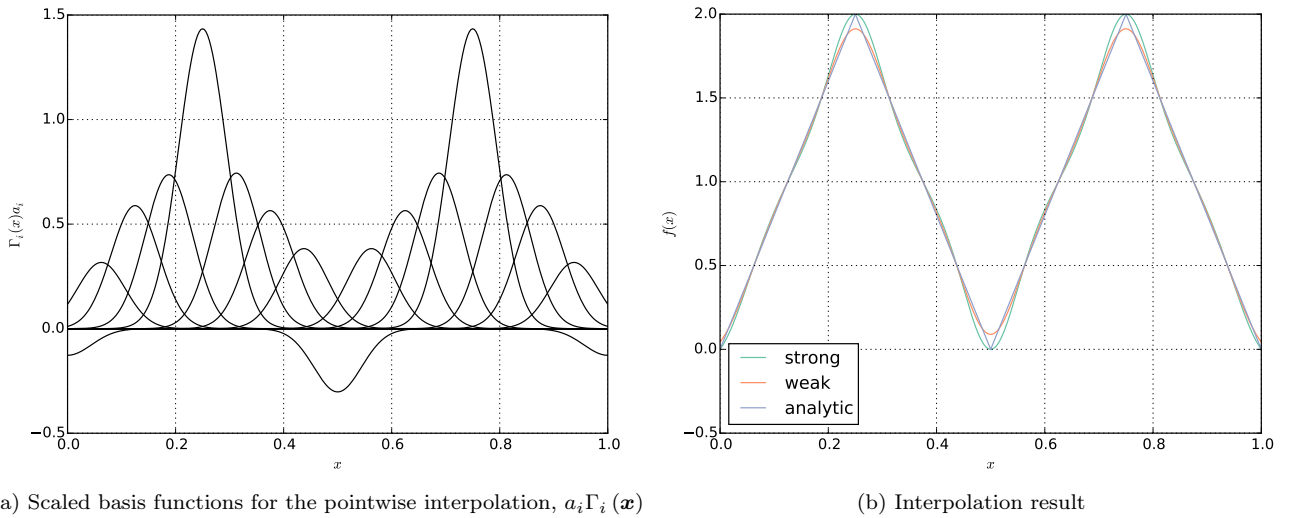 1.5
1.0
0.5
0.0
−0.5
0.0
0.2
0.4
0.6
0.8
1.0
Γᵢ(x)aᵢ
x
a) Scaled basis functions for the pointwise interpolation, aᵢΓᵢ (𝒙)
2.0
1.5
1.0
0.5
0.0
−0.5
0.0
0.2
0.4
0.6
0.8
1.0
f(x)
x
strong
weak
analytic
(b) Interpolation result